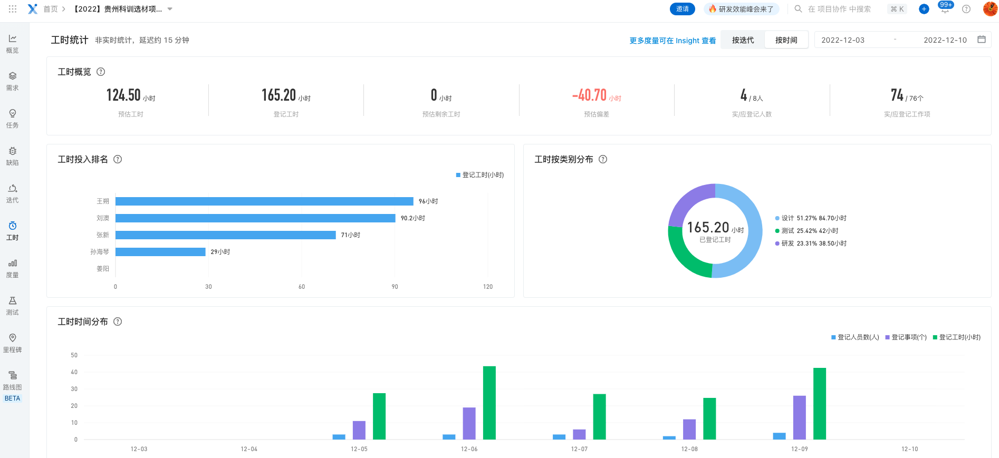 首页 【2022】贵州科训选材项...
邀请 研发效能峰会来了 在 项目协作 中搜索 ⌘ K 99+
概览
需求
任务
缺陷
迭代
工时
度量
测试
里程碑
路线图
BETA
工时统计 非实时统计，延迟约 15 分钟
更多度量可在 Insight 查看 按迭代 按时间 2022-12-03 - 2022-12-10
工时概览
124.50 小时
预估工时
165.20 小时
登记工时
0 小时
预估剩余工时
-40.70 小时
预估偏差
4 / 8人
实/应登记人数
74 / 76个
实/应登记工作项
工时投入排名
登记工时(小时)
王朔 96小时
刘澳 90.2小时
张新 71小时
孙海琴 29小时
姜阳
0 30 60 90 120
工时按类别分布
165.20 小时
已登记工时
设计 51.27% 84.70小时
测试 25.42% 42小时
研发 23.31% 38.50小时
工时时间分布
登记人员数(人) 登记事项(个) 登记工时(小时)
50
40
30
20
10
0
12-03 12-04 12-05 12-06 12-07 12-08 12-09 12-10